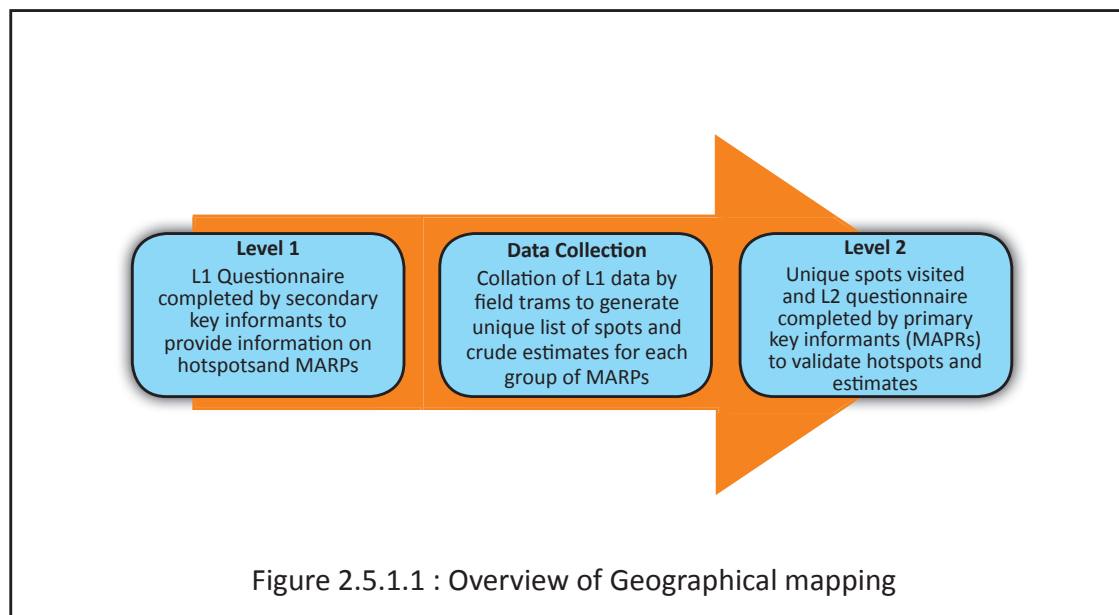 Level 1
L1 Questionnaire
completed by secondary
key informants to
provide information on
hotspotsand MARPs
Data Collection
Collation of L1 data by
field trams to generate
unique list of spots and
crude estimates for each
group of MARPs
Level 2
Unique spots visited
and L2 questionnaire
completed by primary
key informants (MAPRs)
to validate hotspots and
estimates
Figure 2.5.1.1 : Overview of Geographical mapping